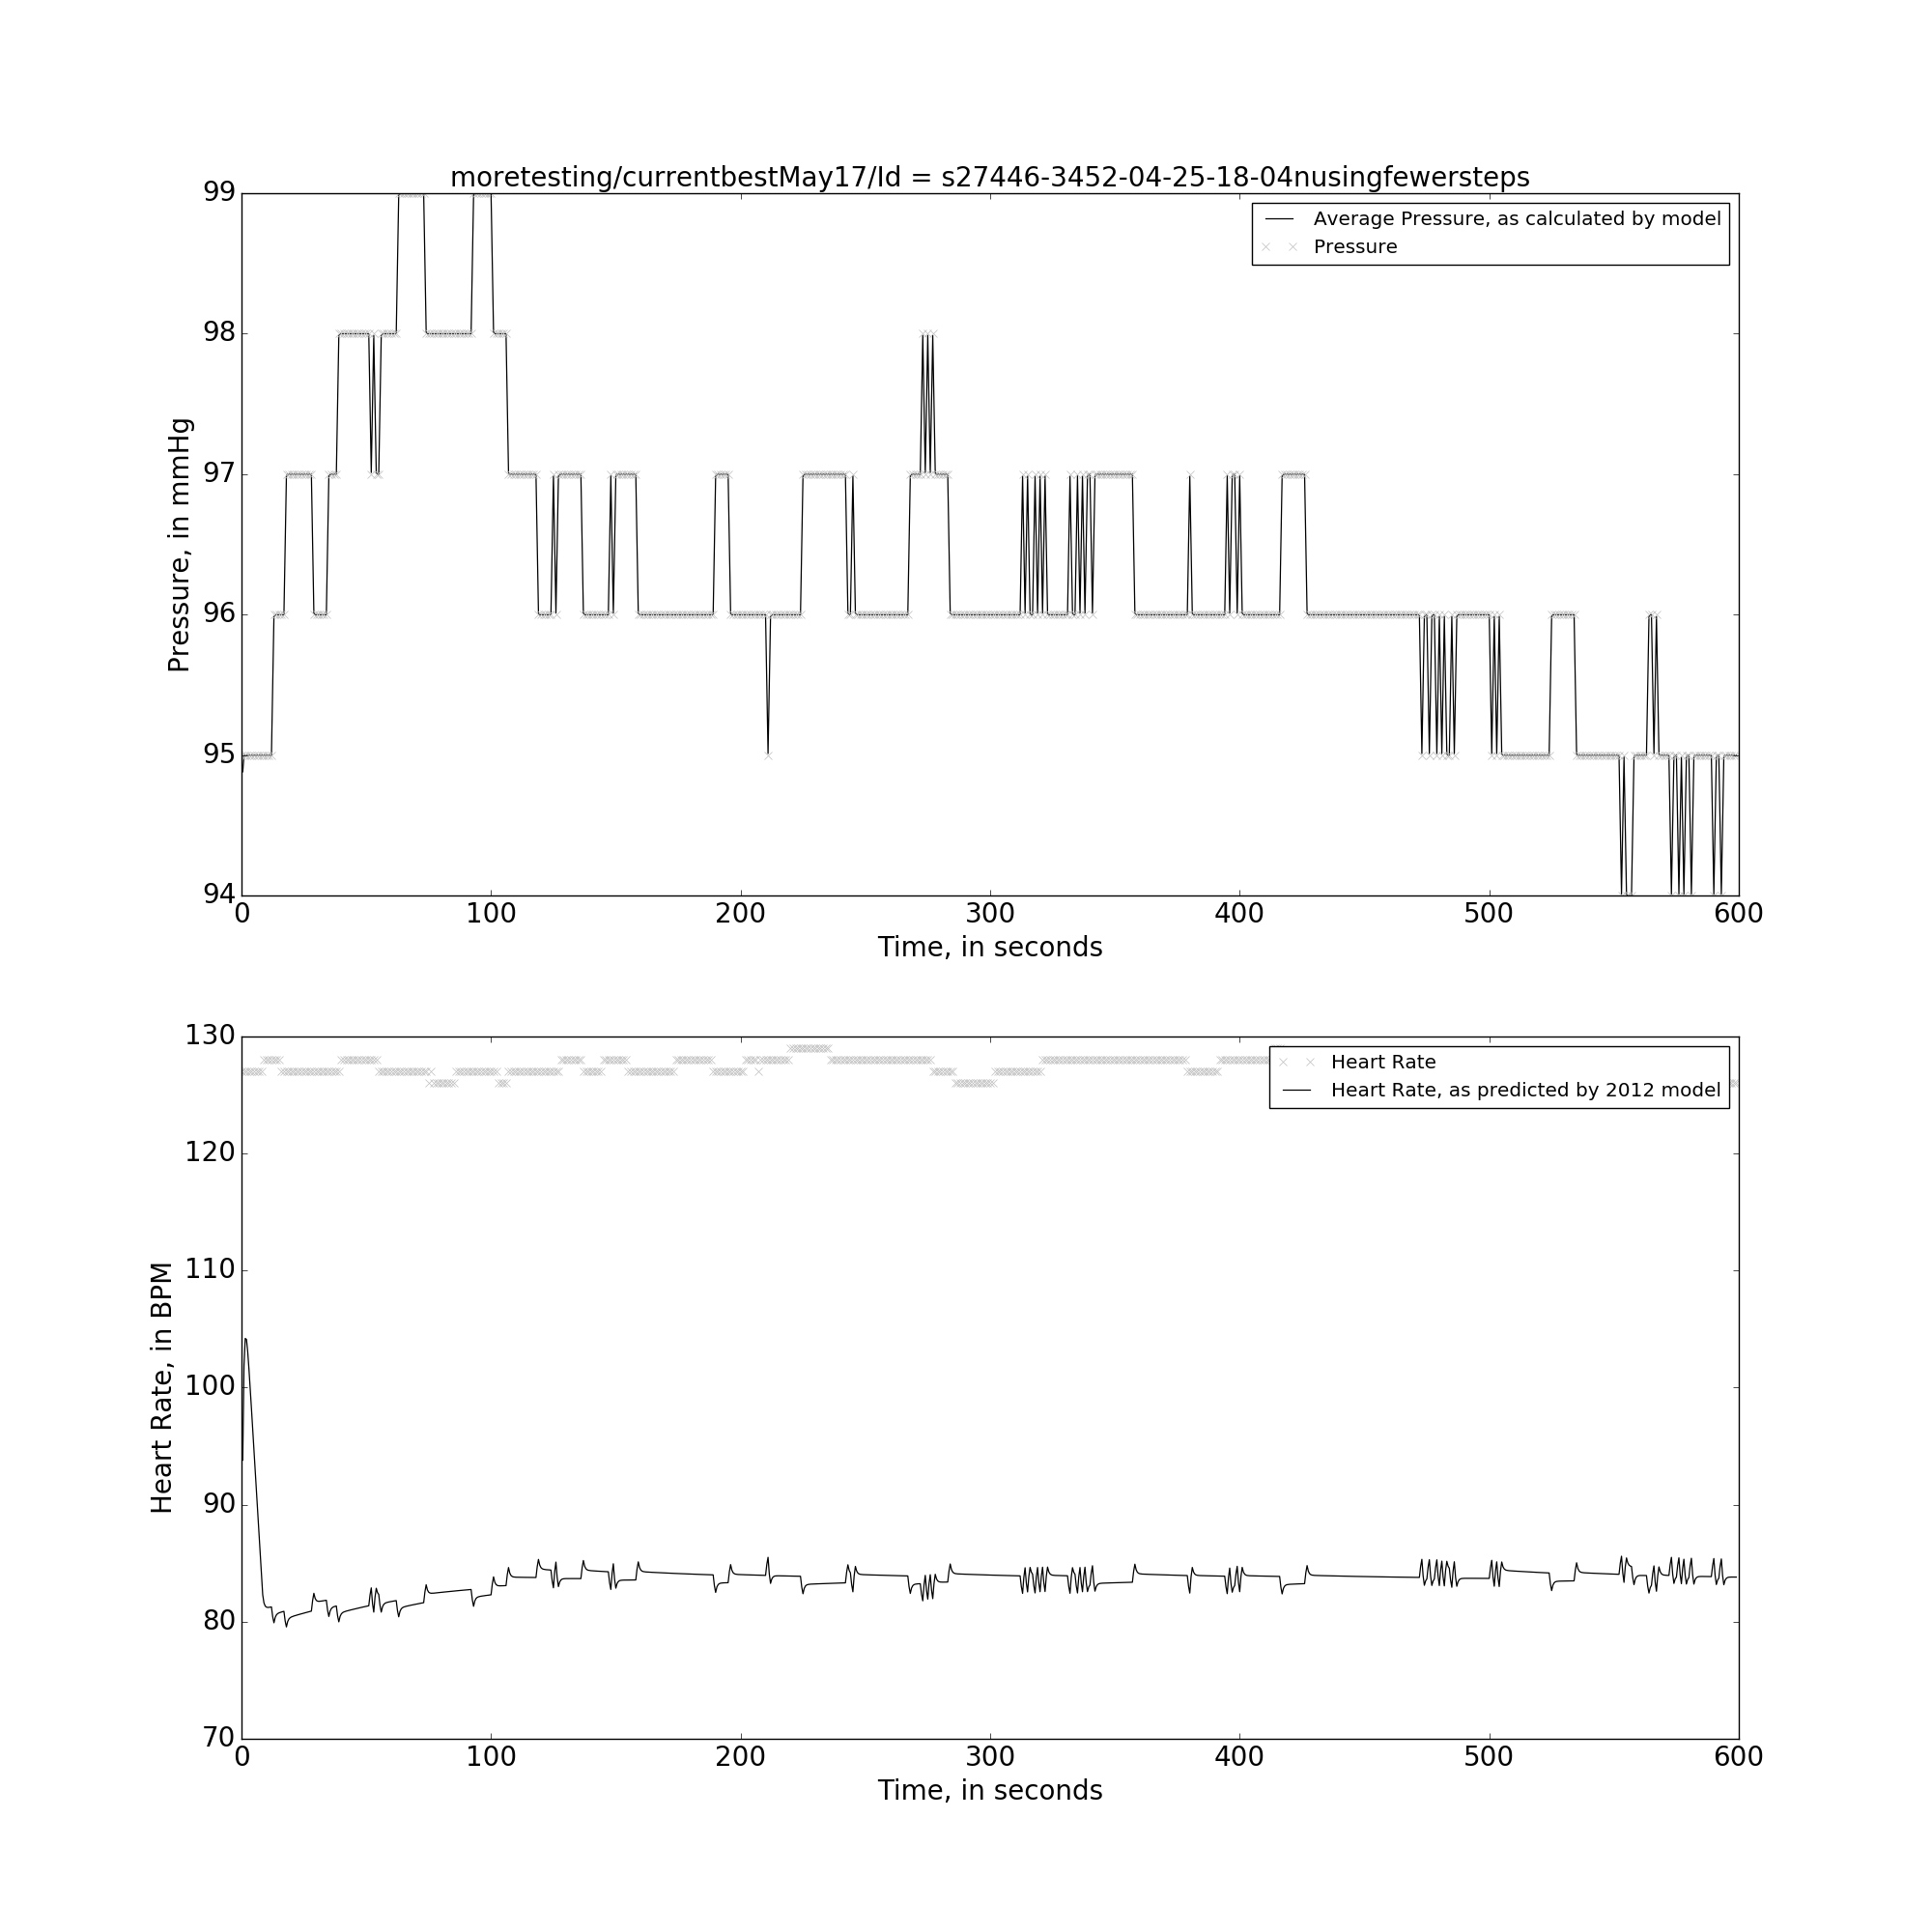 moretesting/currentbestMay17/Id = s27446-3452-04-25-18-04nusingfewersteps
99
98
97
96
95
94
Pressure, in mmHg
Average Pressure, as calculated by model
Pressure
0 100 200 300 400 500 600
Time, in seconds
130
120
110
100
90
80
70
Heart Rate, in BPM
Heart Rate
Heart Rate, as predicted by 2012 model
0 100 200 300 400 500 600
Time, in seconds